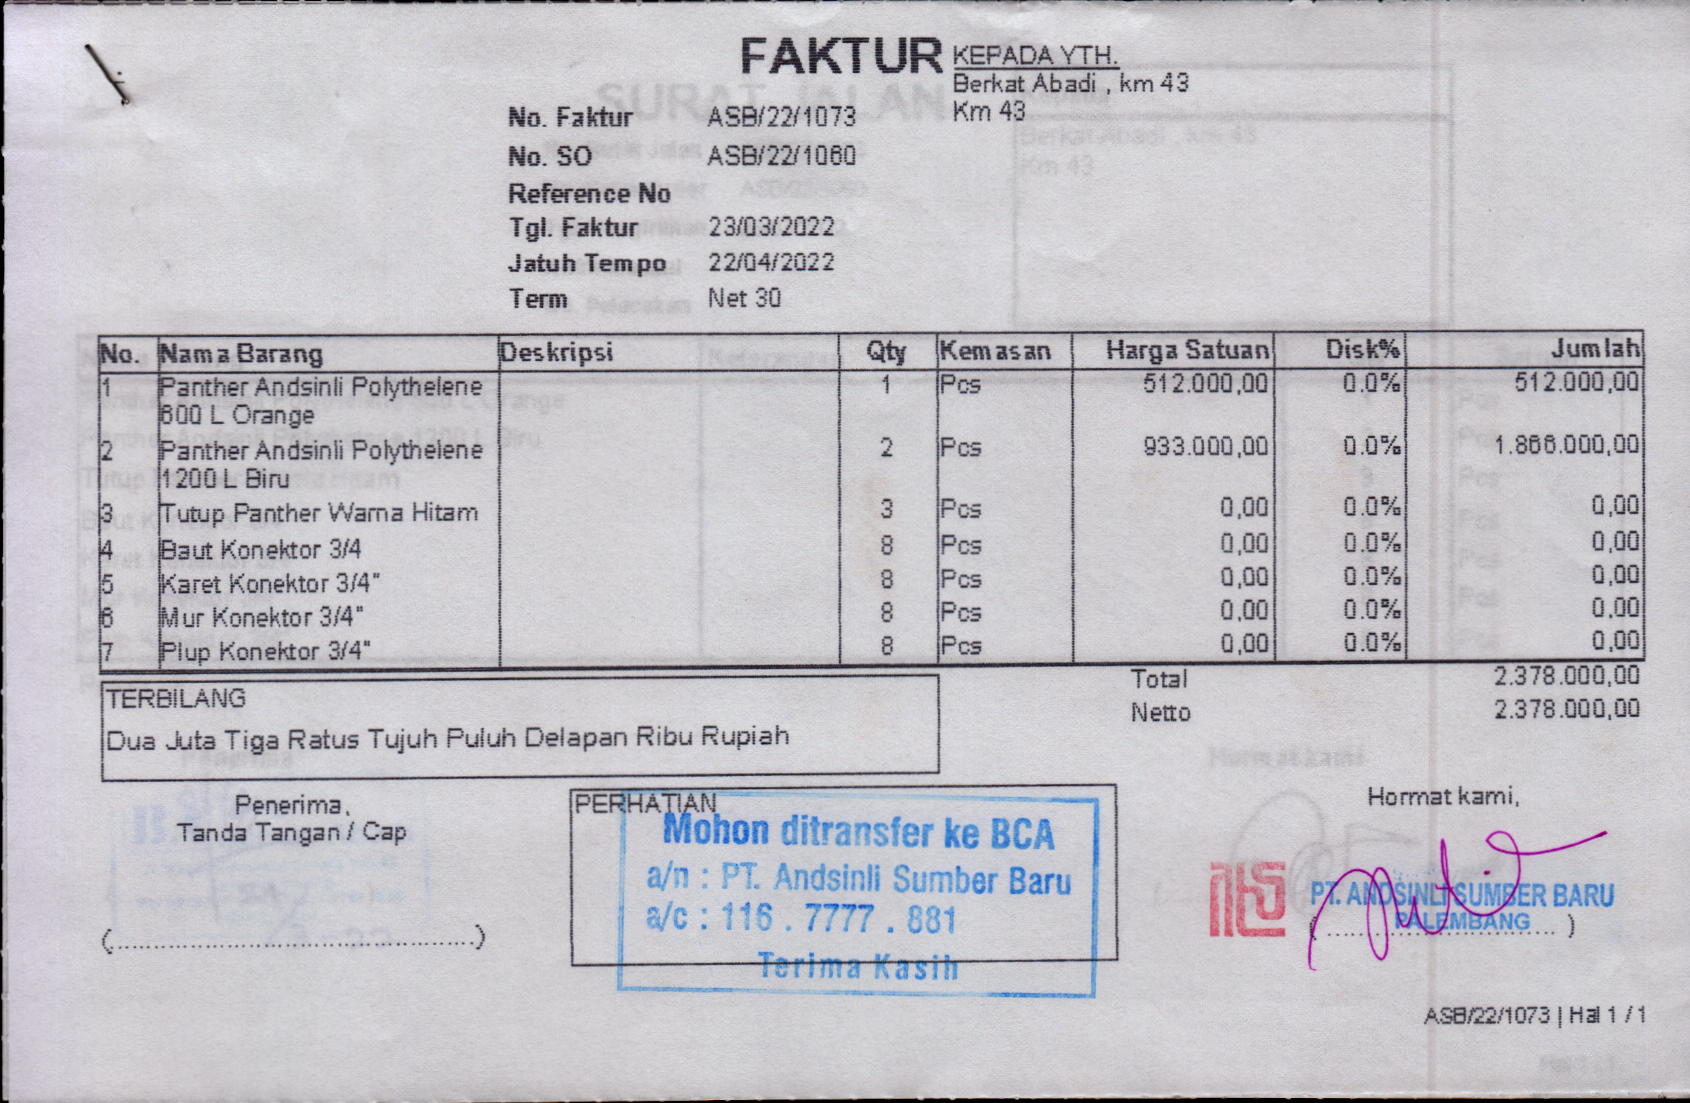 FAKTUR
KEPADA YTH.
Berkat Abadi , km 43
Km 43
No. Faktur ASB/22/1073
No. SO ASB/22/1060
Reference No
Tgl. Faktur 23/03/2022
Jatuh Tempo 22/04/2022
Term Net 30
No. Nama Barang Deskripsi Qty Kemasan Harga Satuan Disk% Jumlah
1 Panther Andsinli Polythelene 1 Pcs 512.000,00 0.0% 512.000,00
600 L Orange
2 Panther Andsinli Polythelene 2 Pcs 933.000,00 0.0% 1.866.000,00
1200 L Biru
3 Tutup Panther Warna Hitam 3 Pcs 0,00 0.0% 0,00
4 Baut Konektor 3/4 8 Pcs 0,00 0.0% 0,00
5 Karet Konektor 3/4" 8 Pcs 0,00 0.0% 0,00
6 Mur Konektor 3/4" 8 Pcs 0,00 0.0% 0,00
7 Plup Konektor 3/4" 8 Pcs 0,00 0.0% 0,00
Total 2.378.000,00
Netto 2.378.000,00
TERBILANG
Dua Juta Tiga Ratus Tujuh Puluh Delapan Ribu Rupiah
Penerima,
Tanda Tangan / Cap
(..................................................)
PERHATIAN
Mohon ditransfer ke BCA
a/n : PT. Andsinli Sumber Baru
a/c : 116 . 7777 . 881
Terima Kasih
Hormat kami,
PT. ANDSINLI SUMBER BARU
PALEMBANG
(................................)
ASB/22/1073 | Hal 1 / 1